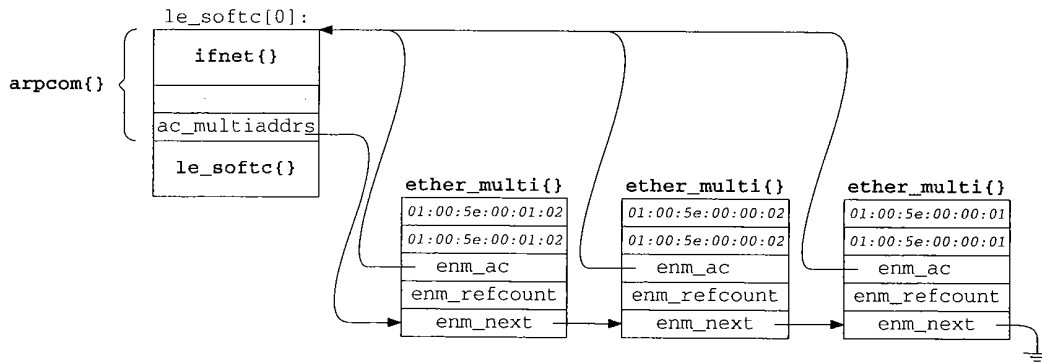 le_softc[0]:
ifnet{}
arpcom{}
ac_multiaddrs
le_softc{}
ether_multi{} ether_multi{} ether_multi{}
01:00:5e:00:01:02 01:00:5e:00:00:02 01:00:5e:00:00:01
01:00:5e:00:01:02 01:00:5e:00:00:02 01:00:5e:00:00:01
enm_ac enm_ac enm_ac
enm_refcount enm_refcount enm_refcount
enm_next enm_next enm_next